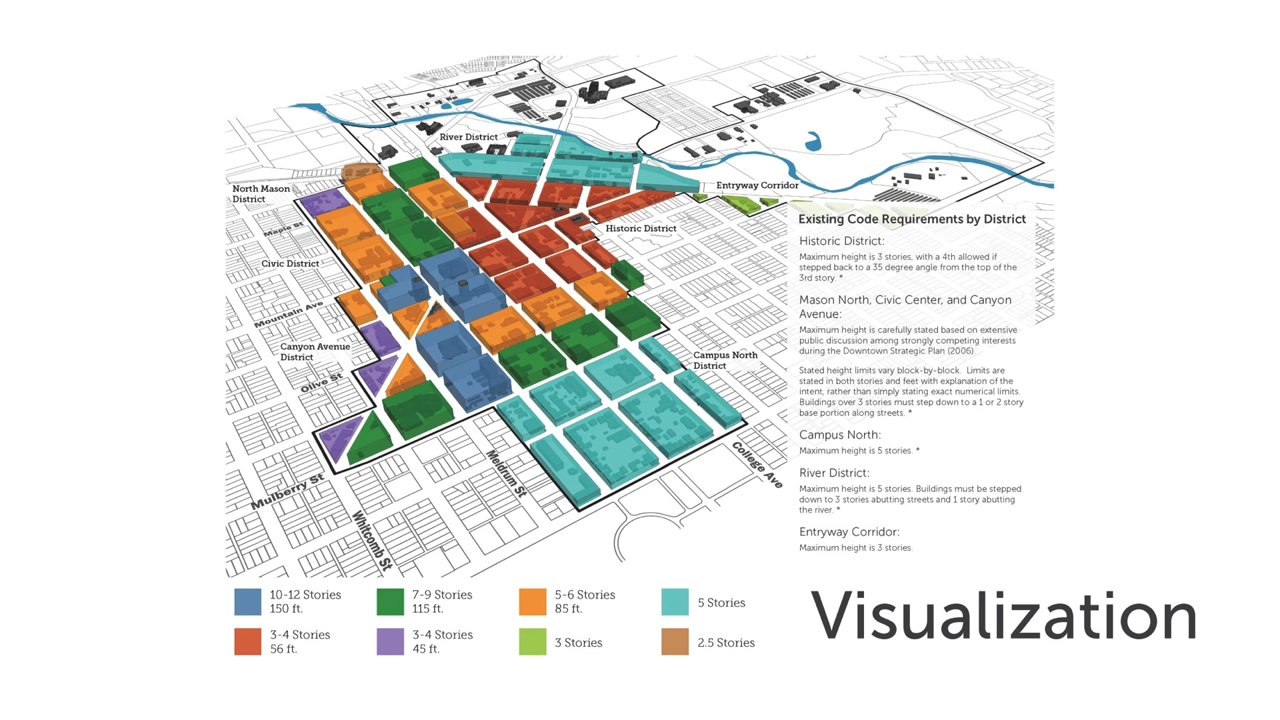 River District
North Mason
District
Entryway Corridor
Maple St
Existing Code Requirements by District
Historic District
Historic District:
Maximum height is 3 stories, with a 4th allowed if
stepped back to a 35 degree angle from the top of the
3rd story. *
Civic District
Mason North, Civic Center, and Canyon
Avenue:
Mountain Ave
Maximum height is carefully stated based on extensive
public discussion among strongly competing interests
during the Downtown Strategic Plan (2006).
Canyon Avenue
District
Campus North
District
Stated height limits vary block-by-block. Limits are
stated in both stories and feet with explanation of the
intent, rather than simply stating exact numerical limits.
Buildings over 3 stories must step down to a 1 or 2 story
base portion along streets. *
Olive St
Campus North:
Maximum height is 5 stories. *
River District:
Maximum height is 5 stories. Buildings must be stepped
down to 3 stories abutting streets and 1 story abutting
the river. *
Entryway Corridor:
Maximum height is 3 stories.
Mulberry St
Whitcomb St
Meldrum St
College Ave
10-12 Stories
150 ft.
7-9 Stories
115 ft.
5-6 Stories
85 ft.
5 Stories
3-4 Stories
56 ft.
3-4 Stories
45 ft.
3 Stories
2.5 Stories
Visualization